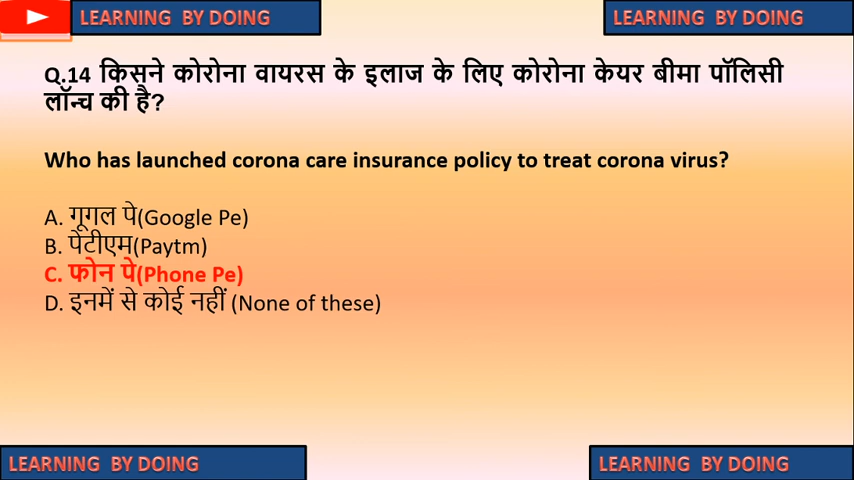 LEARNING BY DOING
LEARNING BY DOING
Q.14 किसने कोरोना वायरस के इलाज के लिए कोरोना केयर बीमा पॉलिसी
लॉन्च की है?
Who has launched corona care insurance policy to treat corona virus?
A. गूगल पे(Google Pe)
B. पेटीएम(Paytm)
C. फोन पे(Phone Pe)
D. इनमें से कोई नहीं (None of these)
LEARNING BY DOING
LEARNING BY DOING